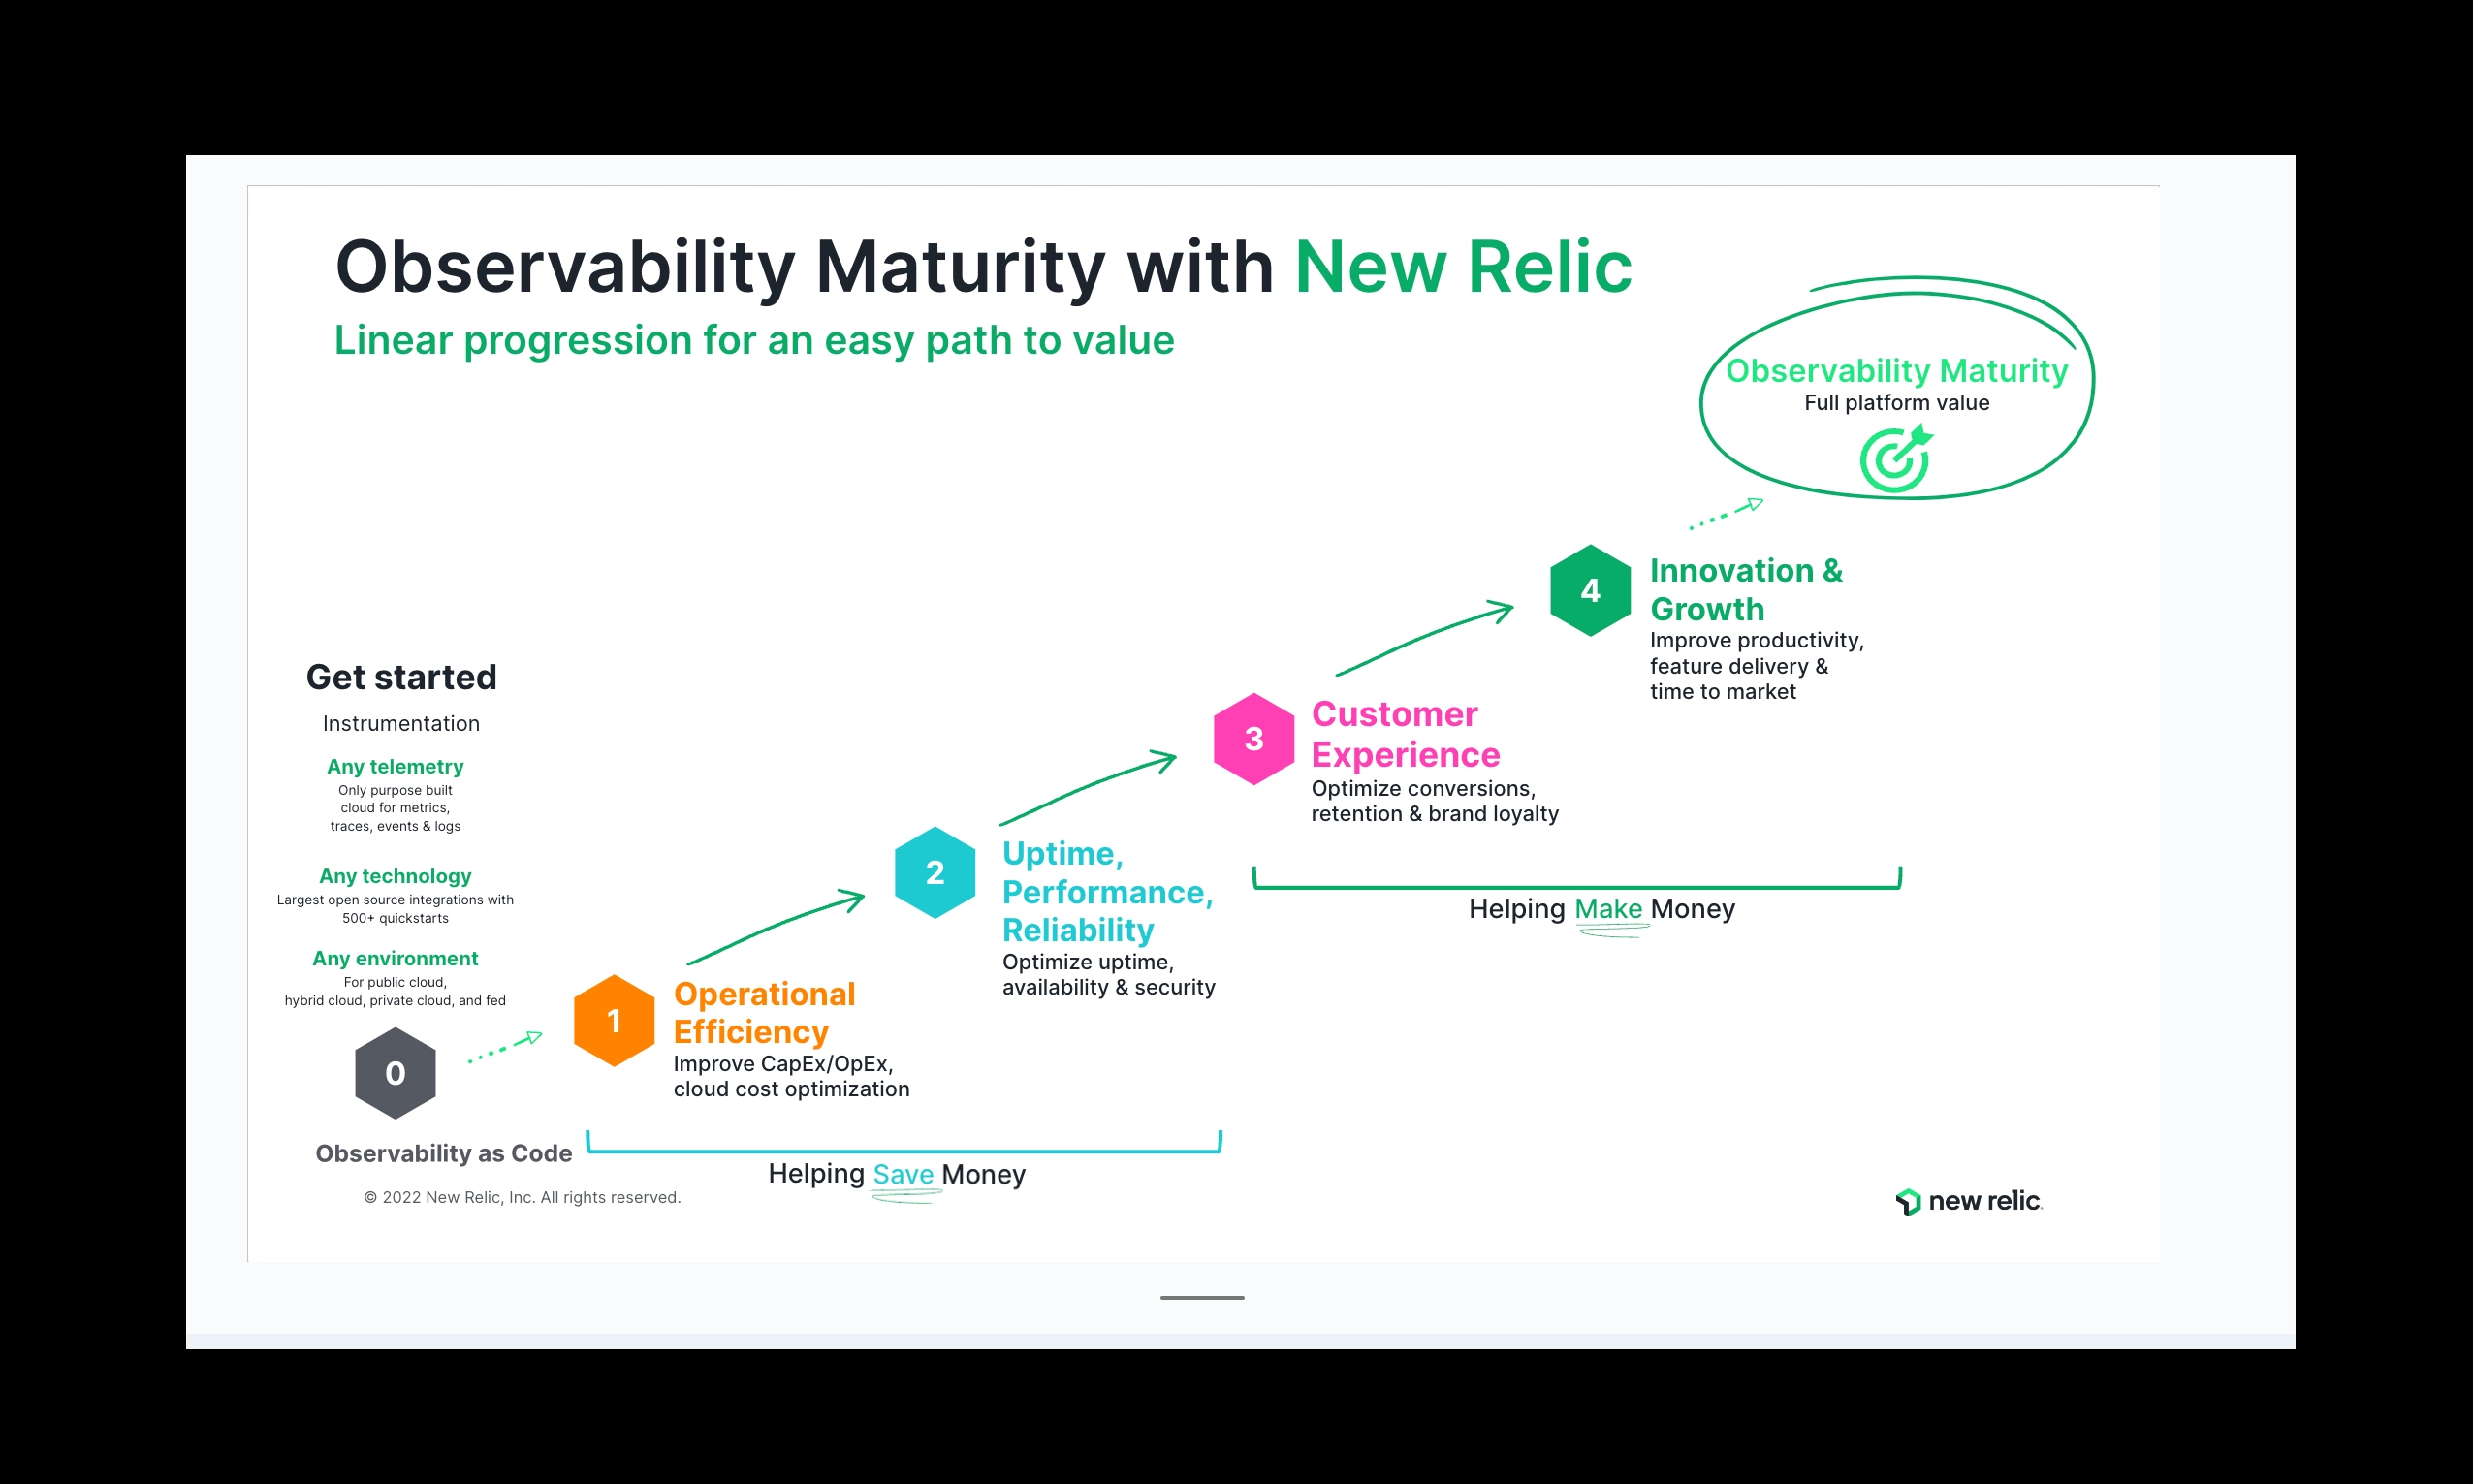 Observability Maturity with New Relic
Linear progression for an easy path to value
Observability Maturity
Full platform value
Get started
Instrumentation
Any telemetry
Only purpose built
cloud for metrics,
traces, events & logs
Any technology
Largest open source integrations with
500+ quickstarts
Any environment
For public cloud,
hybrid cloud, private cloud, and fed
0
Observability as Code
1
Operational
Efficiency
Improve CapEx/OpEx,
cloud cost optimization
2
Uptime,
Performance,
Reliability
Optimize uptime,
availability & security
Helping Save Money
3
Customer
Experience
Optimize conversions,
retention & brand loyalty
4
Innovation &
Growth
Improve productivity,
feature delivery &
time to market
Helping Make Money
© 2022 New Relic, Inc. All rights reserved.
new relic